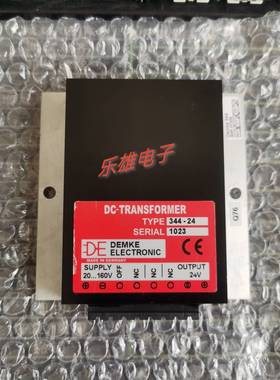 乐雄电子
DC-TRANSFORMER
TYPE 344-24
SERIAL 1023
DE DEMKE
ELECTRONIC CE
MADE IN GERMANY
SUPPLY OFF NC NC NC OUTPUT
20...160V 24V
Q76